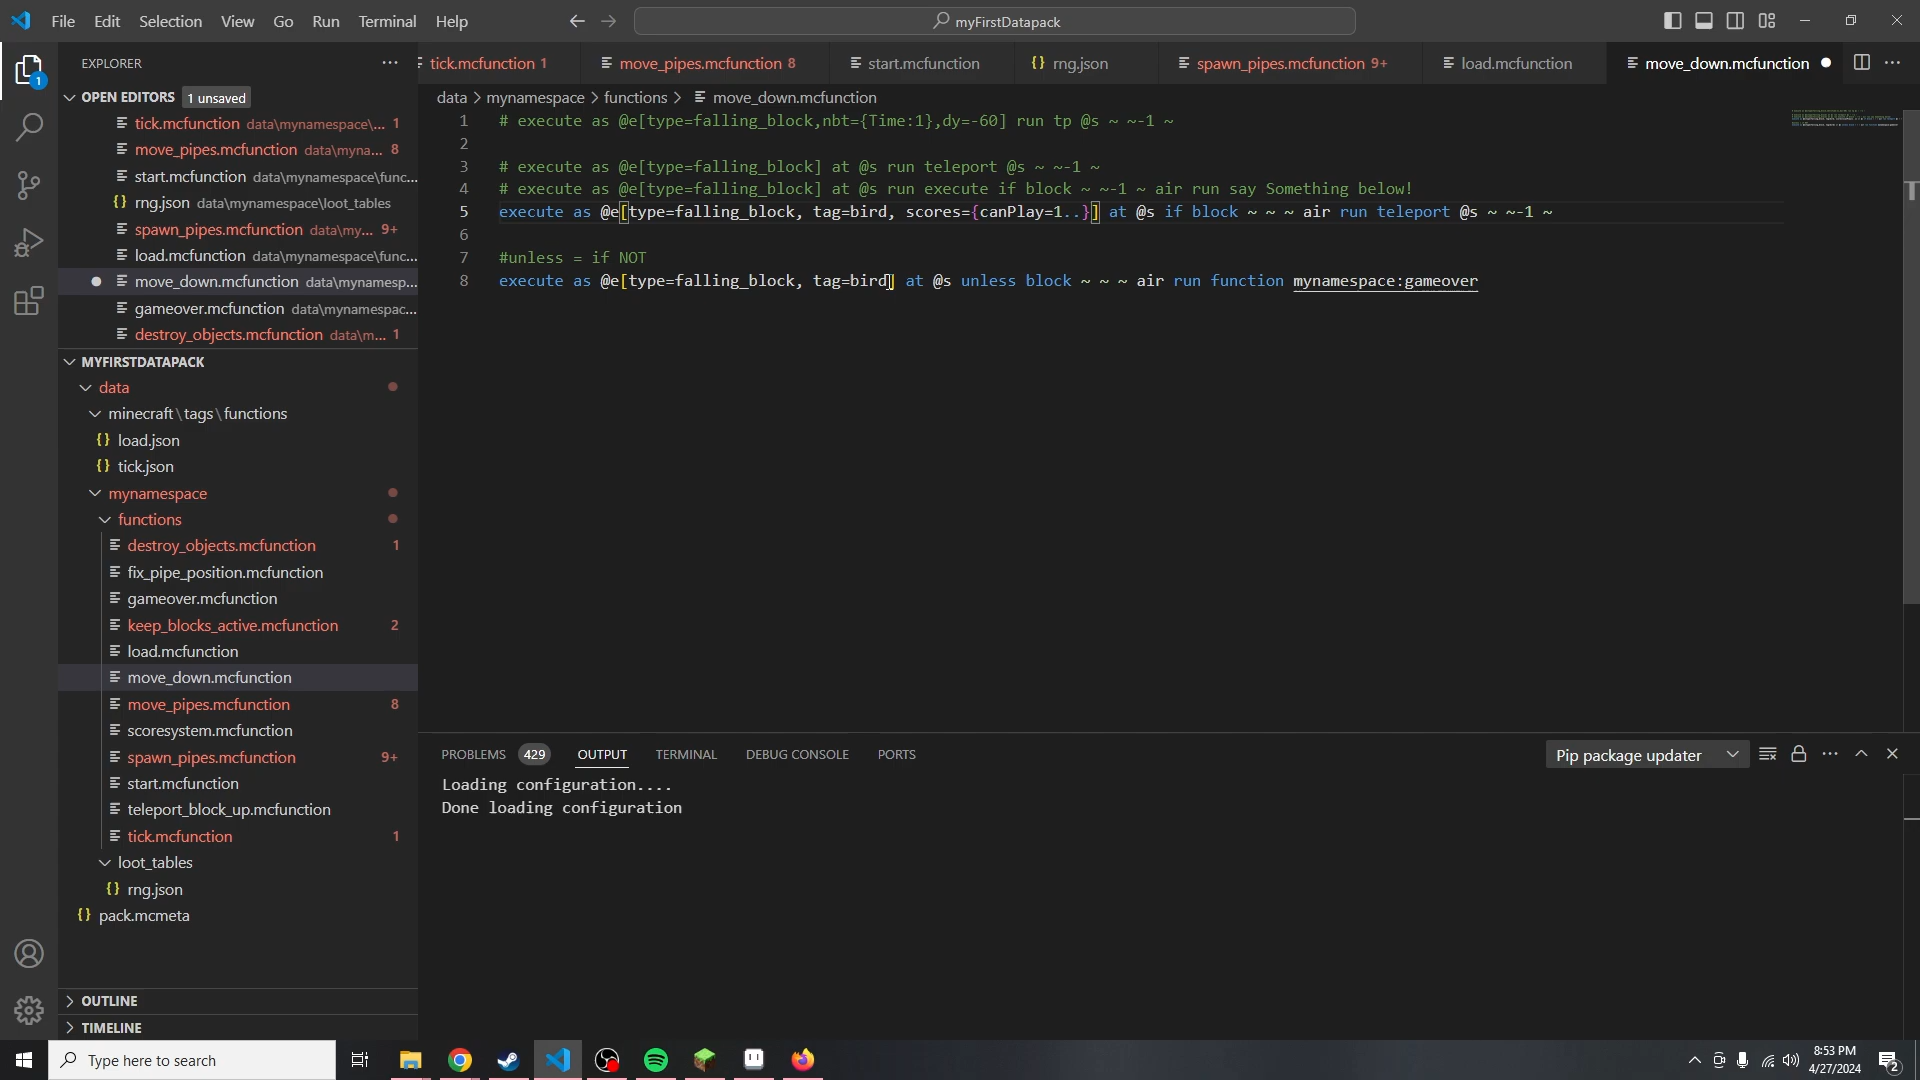 File Edit Selection View Go Run Terminal Help
myFirstDatapack
EXPLORER
tick.mcfunction 1
move_pipes.mcfunction 8
start.mcfunction
rng.json
spawn_pipes.mcfunction 9+
load.mcfunction
move_down.mcfunction
OPEN EDITORS 1 unsaved
tick.mcfunction data\mynamespace\... 1
move_pipes.mcfunction data\myna... 8
start.mcfunction data\mynamespace\func...
rng.json data\mynamespace\loot_tables
spawn_pipes.mcfunction data\my... 9+
load.mcfunction data\mynamespace\func...
move_down.mcfunction data\mynamesp...
gameover.mcfunction data\mynamespac...
destroy_objects.mcfunction data\m... 1
MYFIRSTDATAPACK
data
minecraft\tags\functions
load.json
tick.json
mynamespace
functions
destroy_objects.mcfunction 1
fix_pipe_position.mcfunction
gameover.mcfunction
keep_blocks_active.mcfunction 2
load.mcfunction
move_down.mcfunction
move_pipes.mcfunction 8
scoresystem.mcfunction
spawn_pipes.mcfunction 9+
start.mcfunction
teleport_block_up.mcfunction
tick.mcfunction 1
loot_tables
rng.json
pack.mcmeta
OUTLINE
TIMELINE
data > mynamespace > functions > move_down.mcfunction
1 # execute as @e[type=falling_block,nbt={Time:1},dy=-60] run tp @s ~ ~-1 ~
2
3 # execute as @e[type=falling_block] at @s run teleport @s ~ ~-1 ~
4 # execute as @e[type=falling_block] at @s run execute if block ~ ~-1 ~ air run say Something below!
5 execute as @e[type=falling_block, tag=bird, scores={canPlay=1..}] at @s if block ~ ~ ~ air run teleport @s ~ ~-1 ~
6
7 #unless = if NOT
8 execute as @e[type=falling_block, tag=bird] at @s unless block ~ ~ ~ air run function mynamespace:gameover
PROBLEMS 429 OUTPUT TERMINAL DEBUG CONSOLE PORTS
Pip package updater
Loading configuration....
Done loading configuration
Type here to search
8:53 PM
4/27/2024
2
1